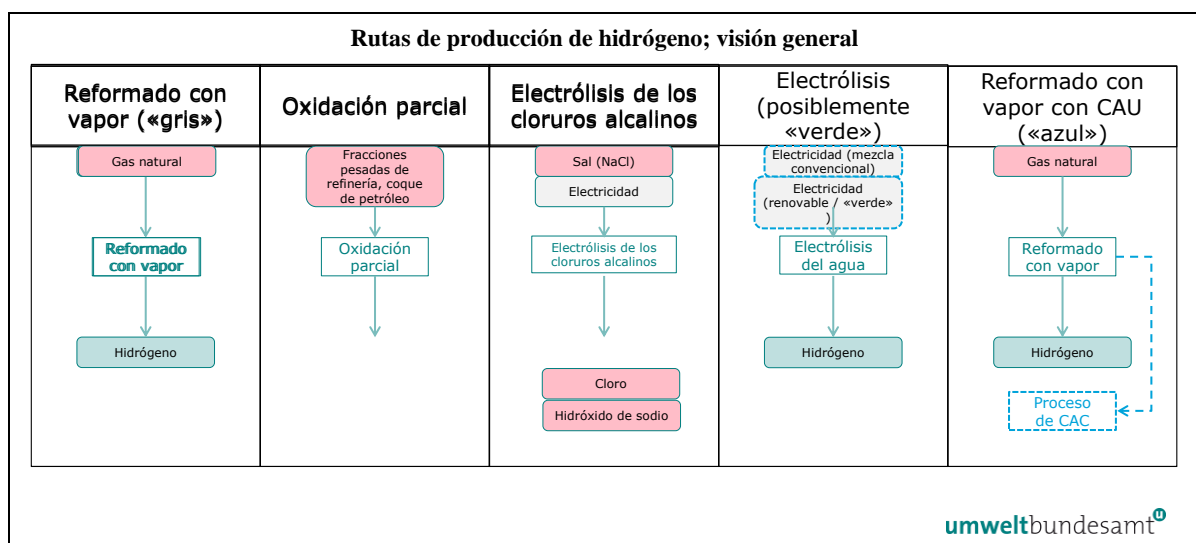 Rutas de producción de hidrógeno; visión general
Reformado con
vapor («gris»)
Oxidación parcial
Electrólisis de los
cloruros alcalinos
Electrólisis
(posiblemente
«verde»)
Reformado con
vapor con CAU
(«azul»)
Gas natural
Reformado
con vapor
Hidrógeno
Fracciones
pesadas de
refinería, coque
de petróleo
Oxidación
parcial
Sal (NaCl)
Electricidad
Electrólisis de los
cloruros alcalinos
Cloro
Hidróxido de sodio
Electricidad (mezcla
convencional)
Electricidad
(renovable / «verde»
)
Electrólisis
del agua
Hidrógeno
Gas natural
Reformado
con vapor
Hidrógeno
Proceso
de CAC
umweltbundesamt
u